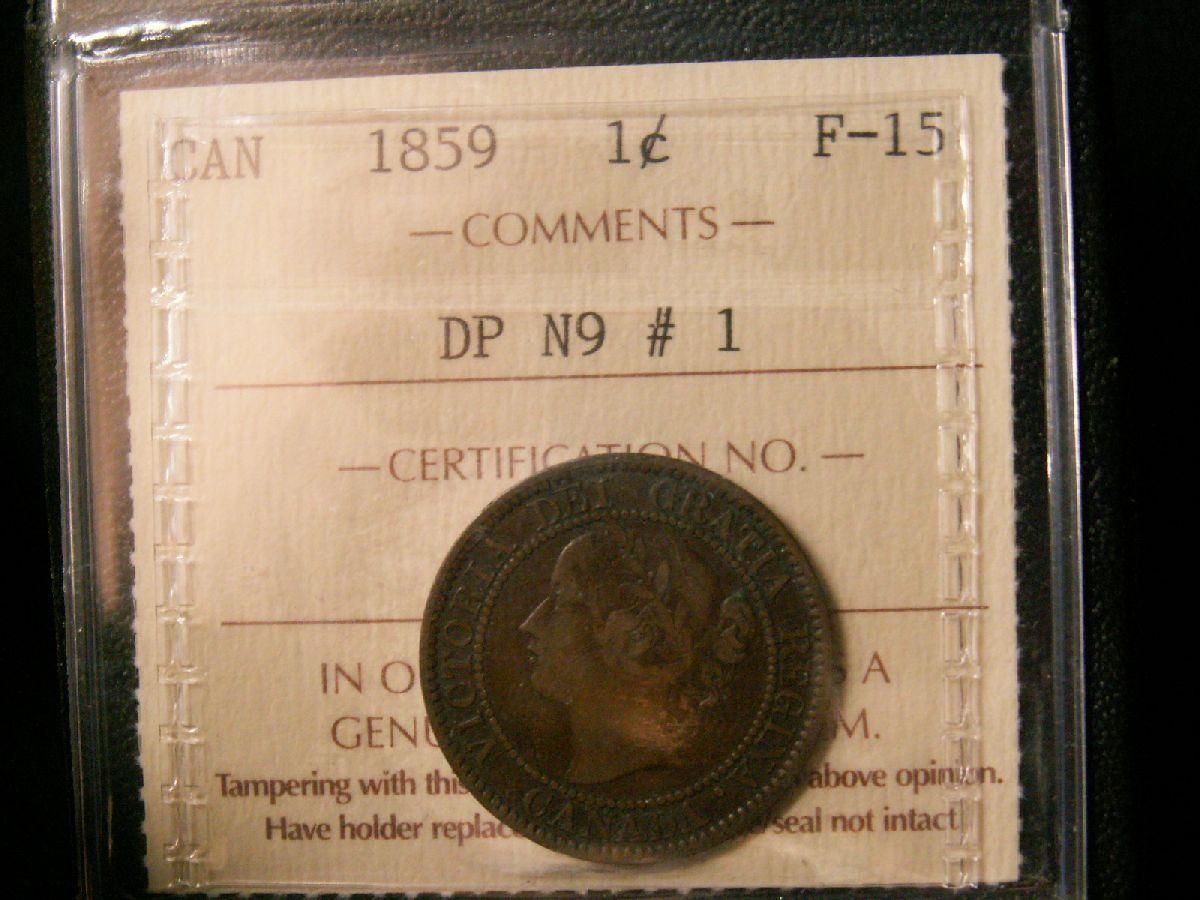 CAN 1859 1¢ F-15
— COMMENTS —
DP N9 # 1
— CERTIFICATION NO. —
VICTORIA DEI GRATIA REGINA.
CANADA
IN O A
GENU M.
Tampering with this above opinion.
Have holder replac /seal not intact